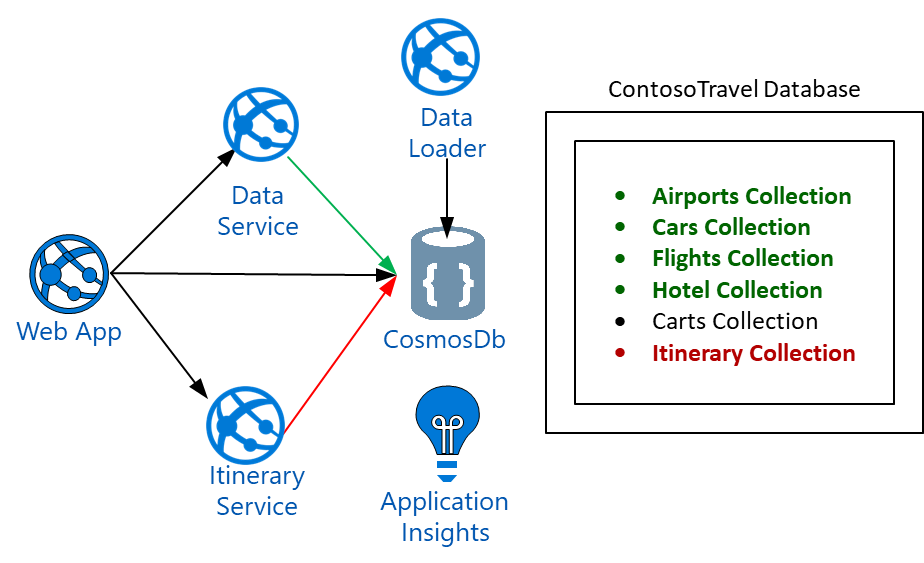 Data
Loader
Data
Service
Web App
CosmosDb
{ }
Itinerary
Service
Application
Insights
ContosoTravel Database
• Airports Collection
• Cars Collection
• Flights Collection
• Hotel Collection
• Carts Collection
• Itinerary Collection